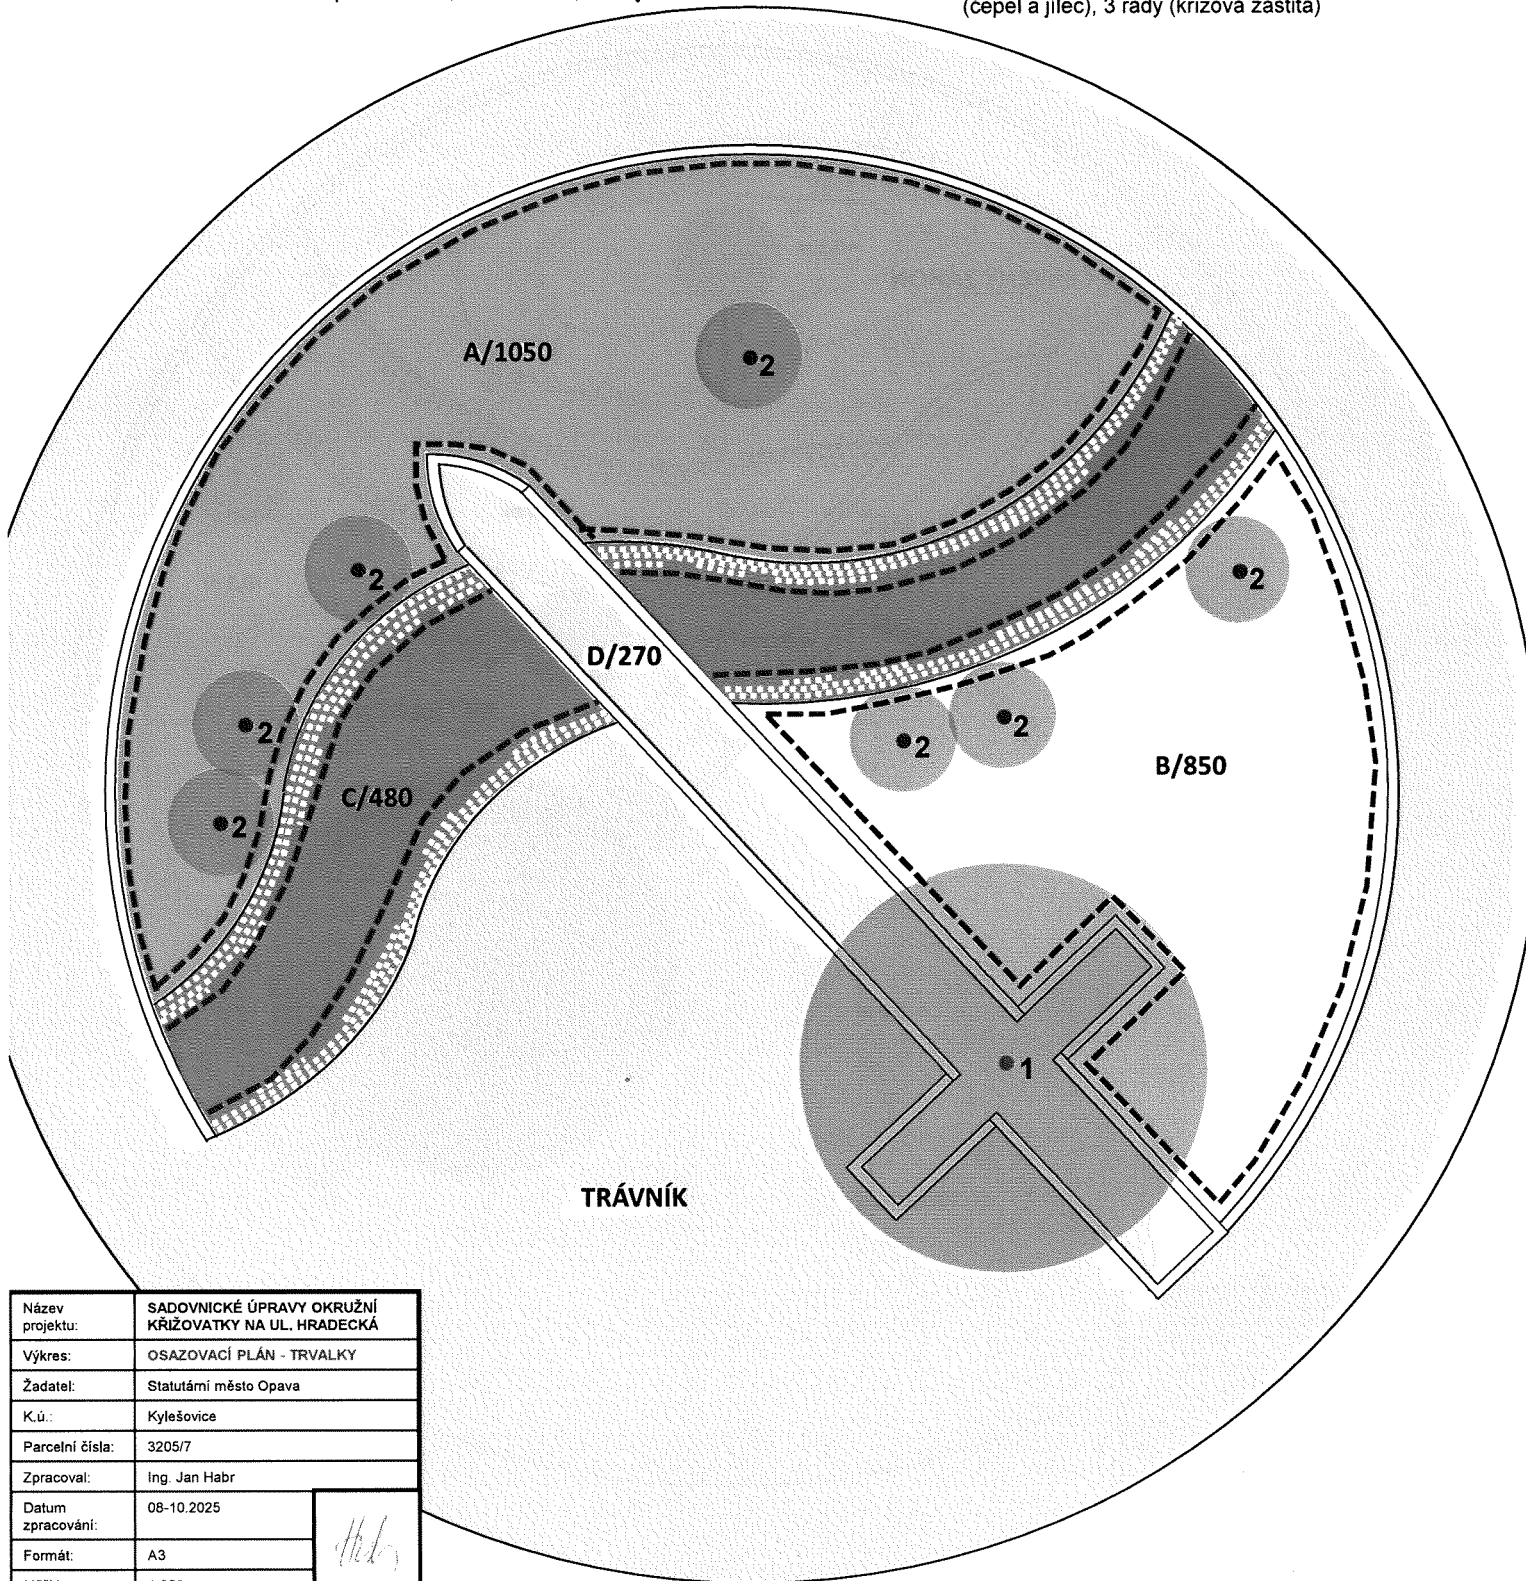 (čepel a jílec), 3 řady (křížová záštita)
A/1050
2
2
2
D/270
2
2
2
B/850
C/480
2
1
TRÁVNÍK
Název projektu: SADOVNICKÉ ÚPRAVY OKRUŽNÍ
KŘIŽOVATKY NA UL. HRADECKÁ
Výkres: OSAZOVACÍ PLÁN - TRVALKY
Žadatel: Statutární město Opava
K.ú.: Kylešovice
Parcelní čísla: 3205/7
Zpracoval: Ing. Jan Habr
Datum zpracování: 08-10.2025
Formát: A3